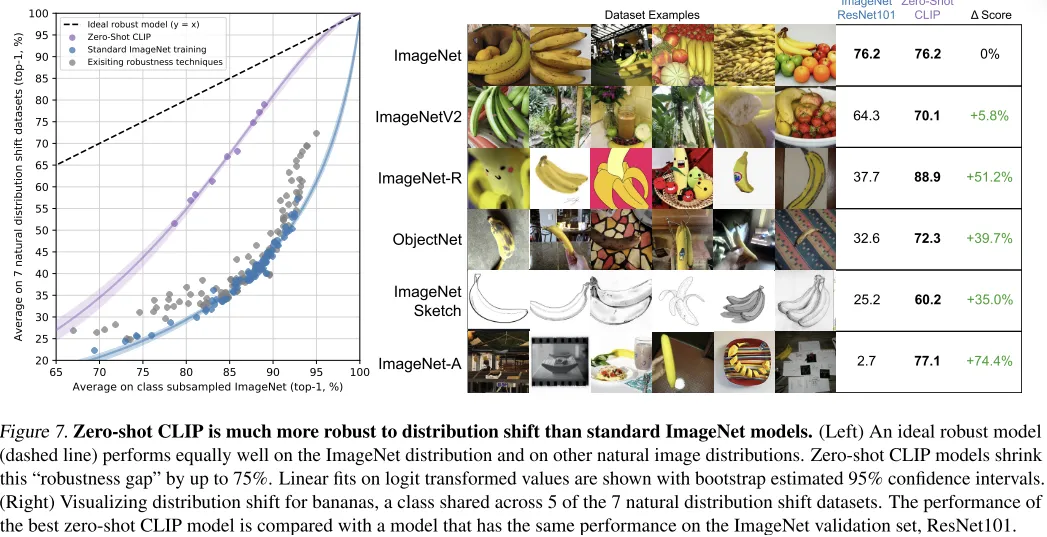 100
95
90
85
80
75
70
65
60
55
50
45
40
35
30
25
20
Average on 7 natural distribution shift datasets (top-1, %)
Ideal robust model (y = x)
Zero-Shot CLIP
Standard ImageNet training
Exisiting robustness techniques
65 70 75 80 85 90 95 100
Average on class subsampled ImageNet (top-1, %)
Dataset Examples
ImageNet Zero-Shot
ResNet101 CLIP Δ Score
ImageNet 76.2 76.2 0%
ImageNetV2 64.3 70.1 +5.8%
ImageNet-R 37.7 88.9 +51.2%
ObjectNet 32.6 72.3 +39.7%
ImageNet
Sketch 25.2 60.2 +35.0%
ImageNet-A 2.7 77.1 +74.4%
Figure 7. Zero-shot CLIP is much more robust to distribution shift than standard ImageNet models. (Left) An ideal robust model
(dashed line) performs equally well on the ImageNet distribution and on other natural image distributions. Zero-shot CLIP models shrink
this “robustness gap” by up to 75%. Linear fits on logit transformed values are shown with bootstrap estimated 95% confidence intervals.
(Right) Visualizing distribution shift for bananas, a class shared across 5 of the 7 natural distribution shift datasets. The performance of
the best zero-shot CLIP model is compared with a model that has the same performance on the ImageNet validation set, ResNet101.